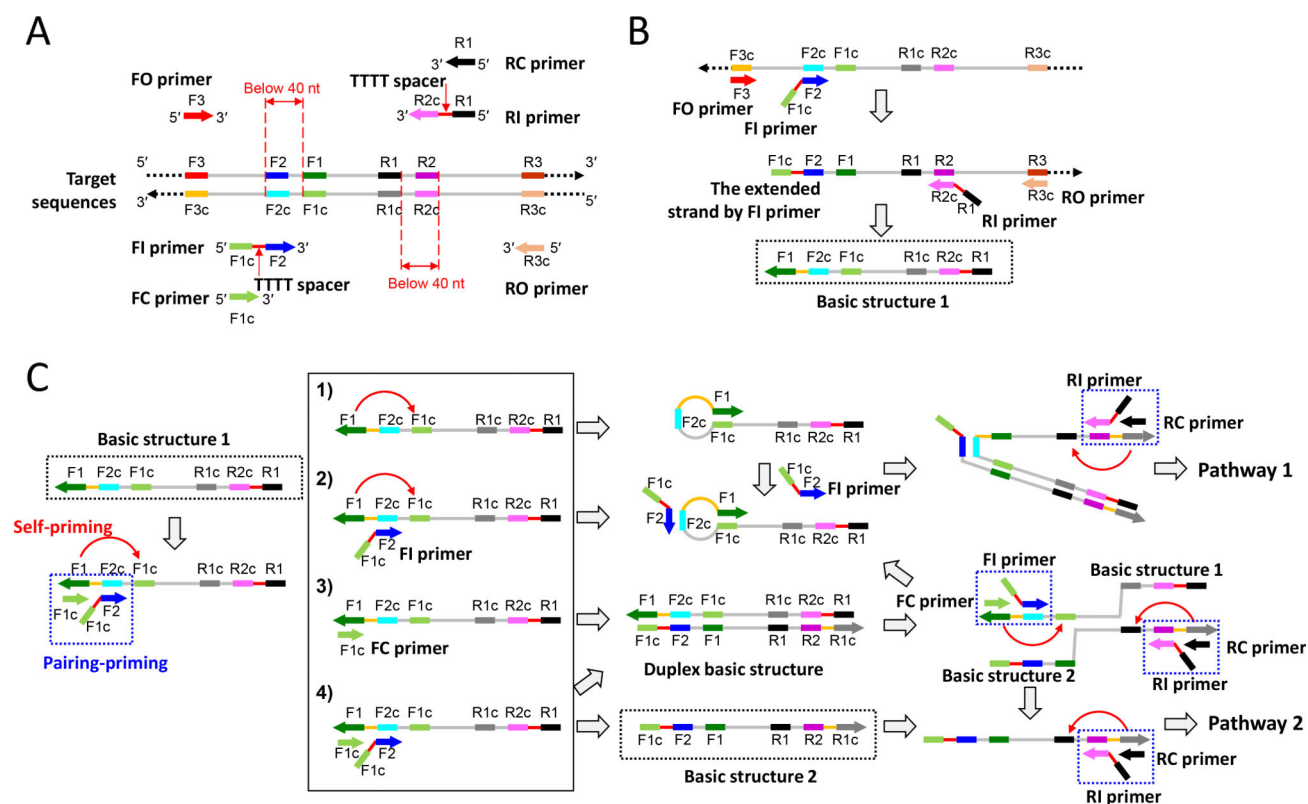 A
R1
3′ 5′ RC primer
TTTT spacer
FO primer
F3
5′ 3′
Below 40 nt
R2c R1
3′ 5′ RI primer
5′ F3 F2 F1 R1 R2 R3 3′
Target
sequences
3′ F3c F2c F1c R1c R2c R3c 5′
FI primer 5′ 3′
F1c F2
TTTT spacer
Below 40 nt
3′ 5′
R3c
RO primer
FC primer 5′ 3′
F1c
B
F3c F2c F1c R1c R2c R3c
F3 F2
FO primer
F1c
FI primer
F1c F2 F1 R1 R2 R3
The extended
strand by FI primer
R2c R1
R3c
RO primer
RI primer
F1 F2c F1c R1c R2c R1
Basic structure 1
C
Basic structure 1
F1 F2c F1c R1c R2c R1
Self-priming
F1 F2c F1c R1c R2c R1
F1c F2
F1c
Pairing-priming
1)
F1 F2c F1c R1c R2c R1
2)
F1 F2c F1c R1c R2c R1
F2
F1c
FI primer
3)
F1 F2c F1c R1c R2c R1
F1c
FC primer
4)
F1 F2c F1c R1c R2c R1
F1c F2
F1c
F1
F2c
F1c R1c R2c R1
F1c
F2
FI primer
F1c
F2
F1
F2c
F1c R1c R2c R1
F1 F2c F1c R1c R2c R1
F1c F2 F1 R1 R2 R1c
Duplex basic structure
F1c F2 F1 R1 R2 R1c
Basic structure 2
RI primer
RC primer
Pathway 1
FI primer
FC primer
Basic structure 1
Basic structure 2
RC primer
RI primer
Pathway 2
RC primer
RI primer